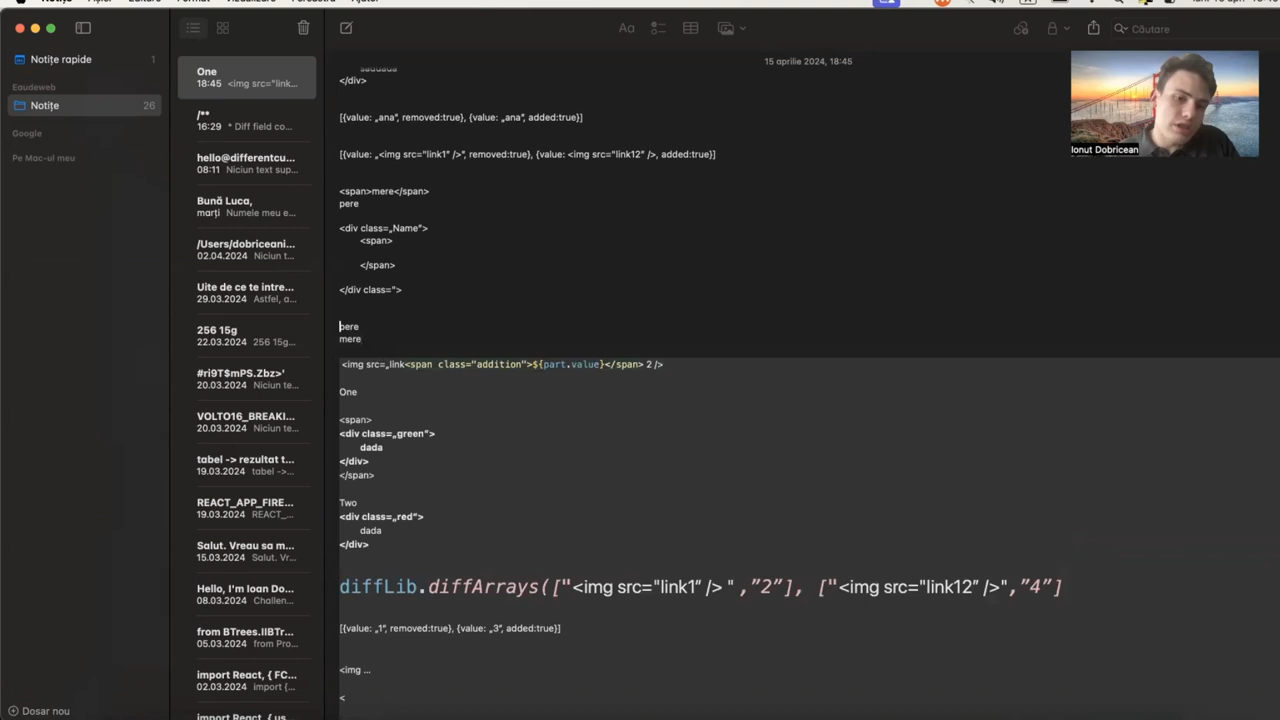 Notițe rapide 1
Eaudeweb
Notițe 26
Google
Pe Mac-ul meu
Dosar nou
One
18:45 <img src="link...
/**
16:29 * Diff field co...
hello@differentcu...
08:11 Niciun text sup...
Bună Luca,
marți Numele meu e...
/Users/dobriceani...
02.04.2024 Niciun t...
Uite de ce te intre...
29.03.2024 Astfel, a...
256 15g
22.03.2024 256 15g...
#ri9T$mPS.Zbz>'
20.03.2024 Niciun t...
VOLTO16_BREAKI...
20.03.2024 Niciun t...
tabel -> rezultat t...
19.03.2024 tabel ->...
REACT_APP_FIRE...
19.03.2024 REACT_...
Salut. Vreau sa m...
15.03.2024 Salut. Vr...
Hello, I'm Ioan Do...
08.03.2024 Challen...
from BTrees.IIBTr...
05.03.2024 from Pro...
import React, { FC...
02.03.2024 import {...
import React, { us...
Aa
Căutare
15 aprilie 2024, 18:45
Ionut Dobricean
</div>
[{value: „ana”, removed:true}, {value: „ana”, added:true}]
[{value: „<img src="link1" />”, removed:true}, {value: <img src="link12" />, added:true}]
<span>mere</span>
pere
<div class=„Name”>
<span>
</span>
</div class=">
pere
mere
<img src=„link<span class="addition">${part.value}</span> 2 />
One
<span>
<div class=„green”>
dada
</div>
</span>
Two
<div class=„red”>
dada
</div>
diffLib.diffArrays(["<img src="link1" /> " ,"2"], ["<img src="link12" />","4"]
[{value: „1”, removed:true}, {value: „3”, added:true}]
<img ...
<